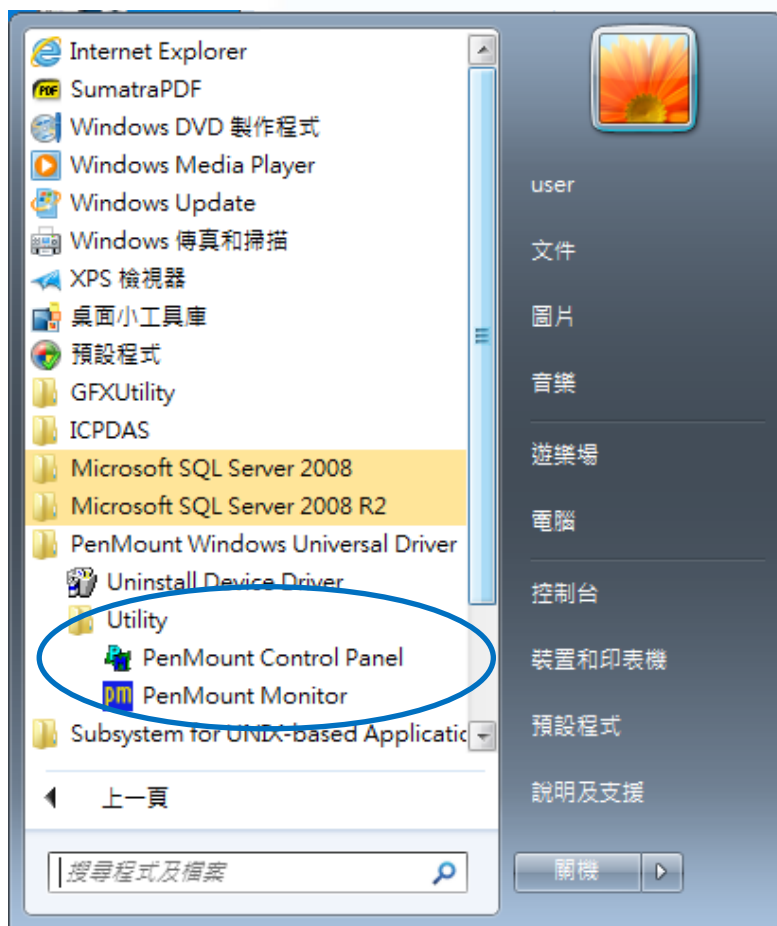 Internet Explorer
PDF
SumatraPDF
Windows DVD 製作程式
Windows Media Player
Windows Update
Windows 傳真和掃描
XPS 檢視器
桌面小工具庫
預設程式
GFXUtility
ICPDAS
Microsoft SQL Server 2008
Microsoft SQL Server 2008 R2
PenMount Windows Universal Driver
Uninstall Device Driver
Utility
PenMount Control Panel
pm PenMount Monitor
Subsystem for UNIX-based Applicatic
上一頁
搜尋程式及檔案
user
文件
圖片
音樂
遊樂場
電腦
控制台
裝置和印表機
預設程式
說明及支援
關機